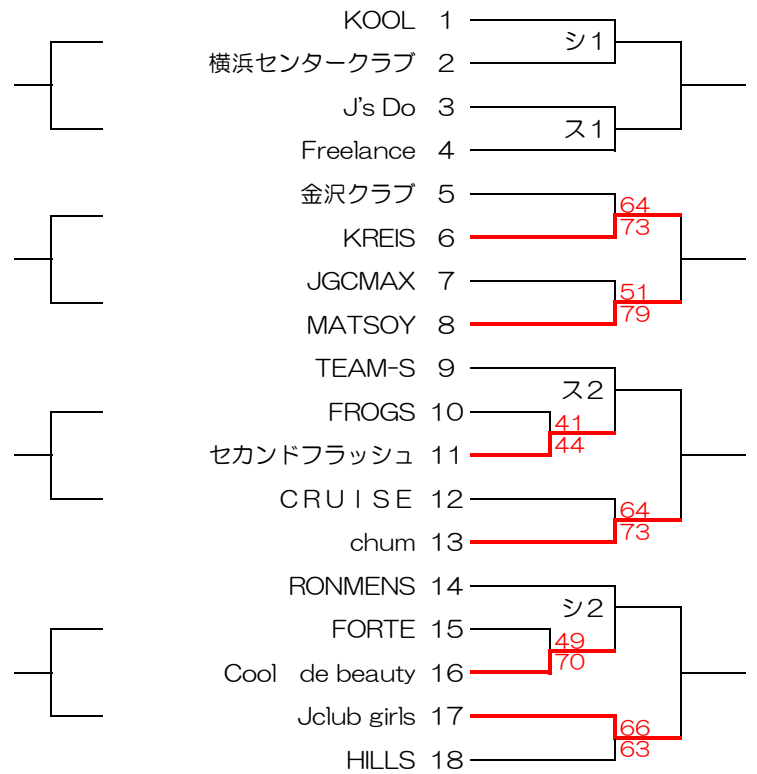 KOOL 1
シ1
横浜センタークラブ 2
J's Do 3
ス1
Freelance 4
金沢クラブ 5
64
73
KREIS 6
JGCMAX 7
51
79
MATSOY 8
TEAM-S 9
ス2
FROGS 10
41
44
セカンドフラッシュ 11
CRUISE 12
64
73
chum 13
RONMENS 14
シ2
FORTE 15
49
70
Cool de beauty 16
Jclub girls 17
66
63
HILLS 18